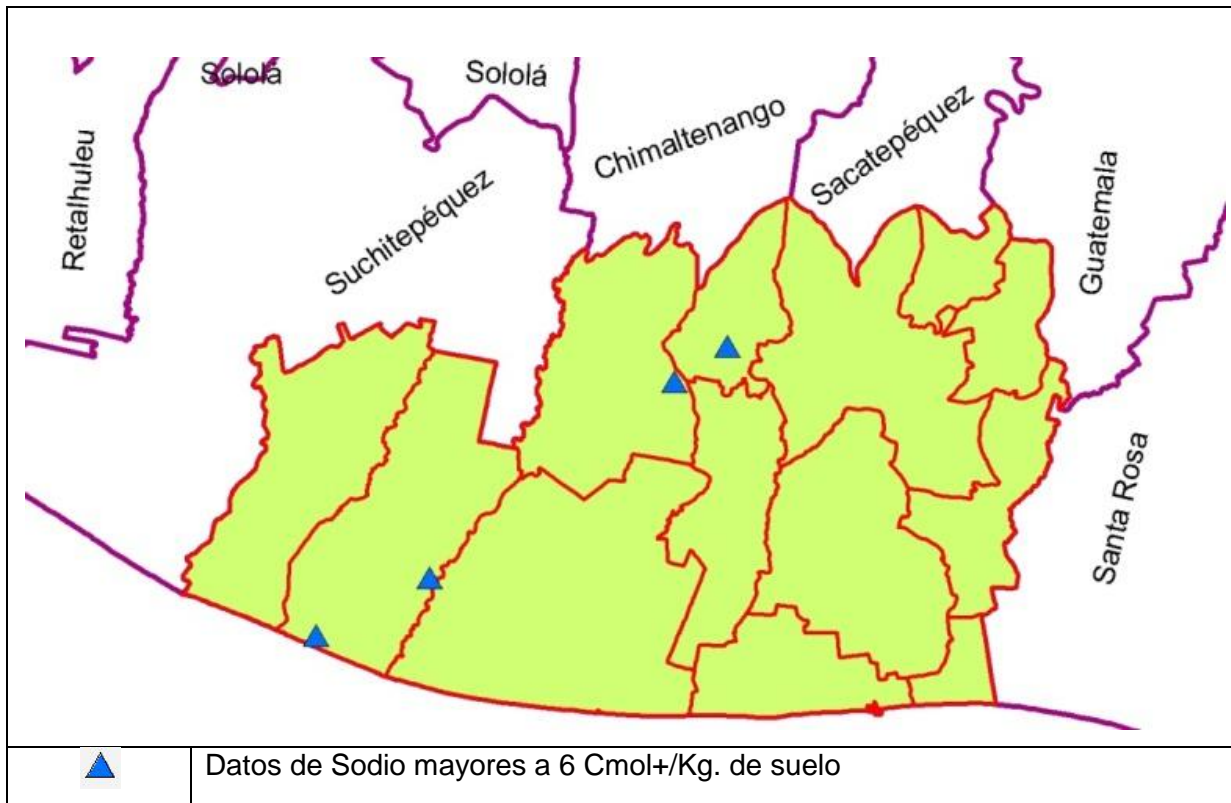 Sololá
Sololá
Retalhuleu
Suchitepéquez
Chimaltenango
Sacatepéquez
Guatemala
Santa Rosa
Datos de Sodio mayores a 6 Cmol+/Kg. de suelo